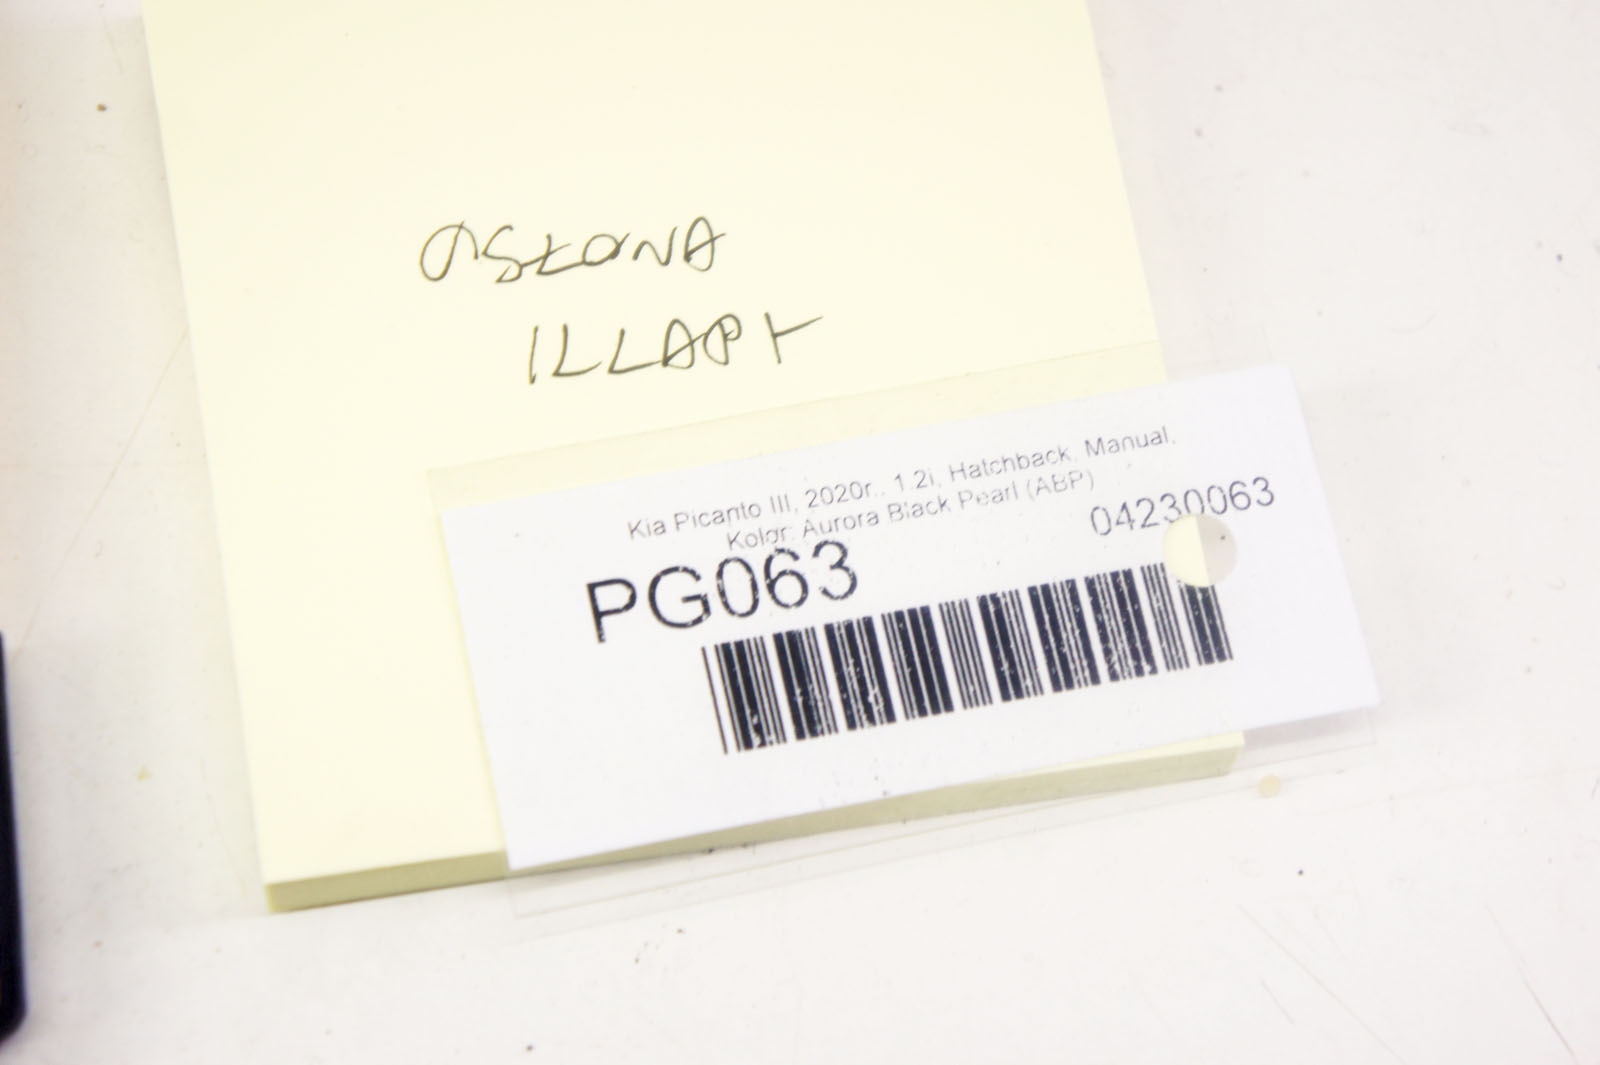 OSŁONA
ILLAPY
Kia Picanto III, 2020r., 1.2i, Hatchback, Manual,
Kolor: Aurora Black Pearl (ABP)
04230063
PG063